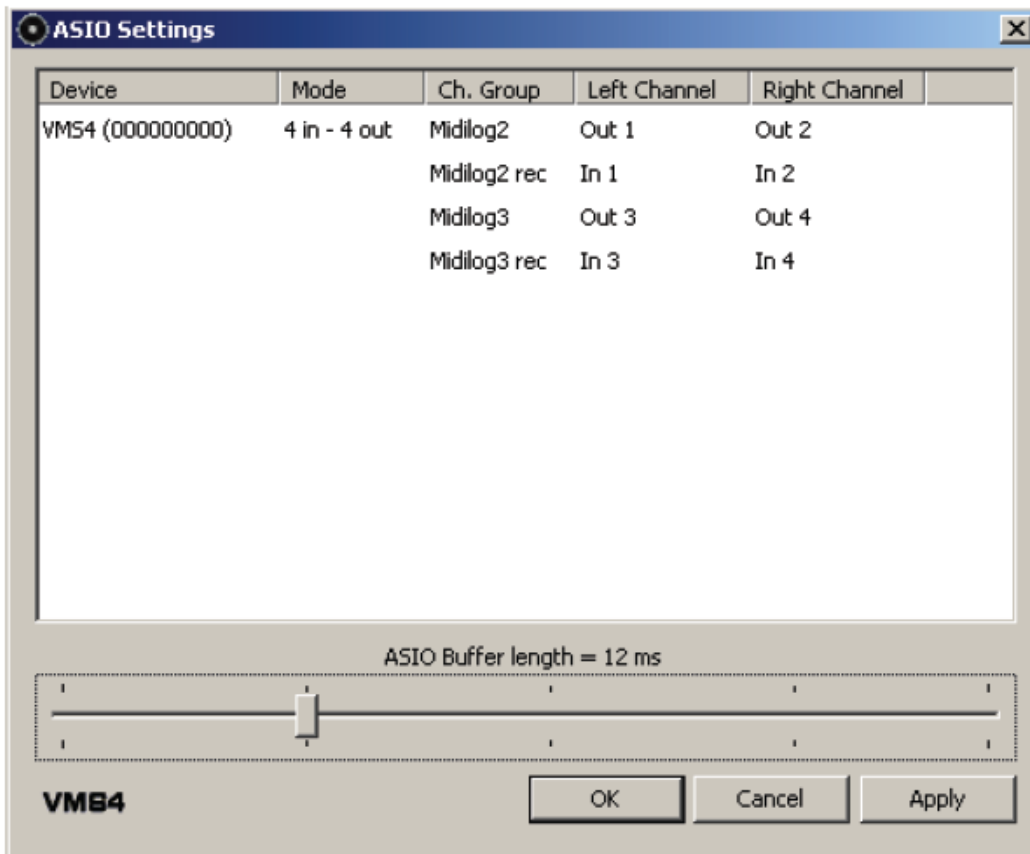 ASIO Settings
Device Mode Ch. Group Left Channel Right Channel
VMS4 (000000000) 4 in - 4 out Midilog2 Out 1 Out 2
Midilog2 rec In 1 In 2
Midilog3 Out 3 Out 4
Midilog3 rec In 3 In 4
ASIO Buffer length = 12 ms
VMS4 OK Cancel Apply